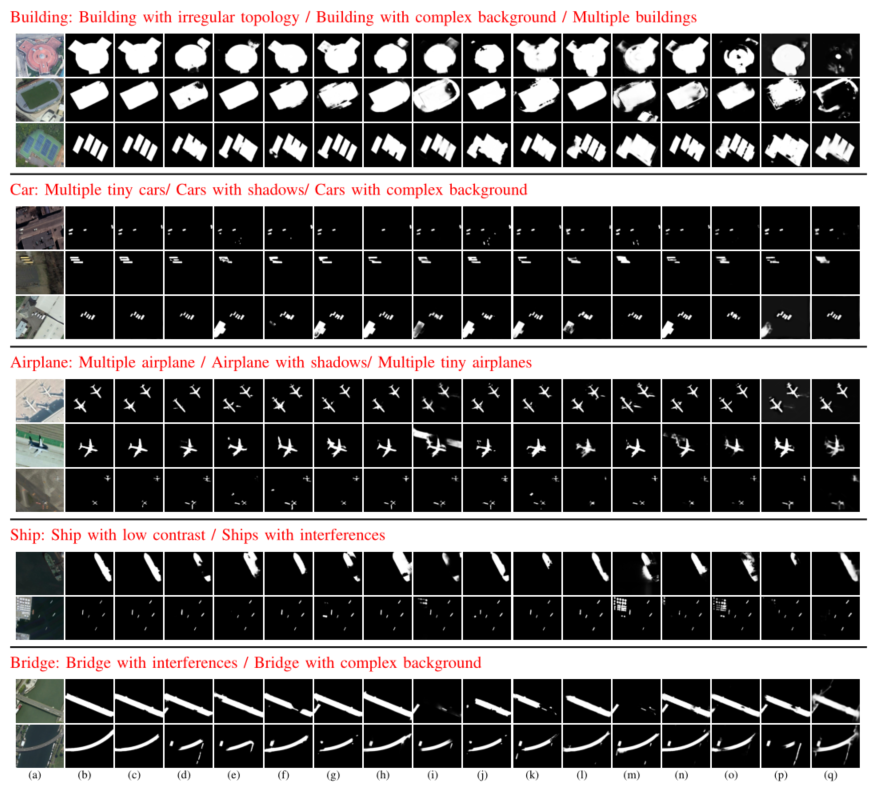 Building: Building with irregular topology / Building with complex background / Multiple buildings
Car: Multiple tiny cars/ Cars with shadows/ Cars with complex background
Airplane: Multiple airplane / Airplane with shadows/ Multiple tiny airplanes
Ship: Ship with low contrast / Ships with interferences
Bridge: Bridge with interferences / Bridge with complex background
(a) (b) (c) (d) (e) (f) (g) (h) (i) (j) (k) (l) (m) (n) (o) (p) (q)